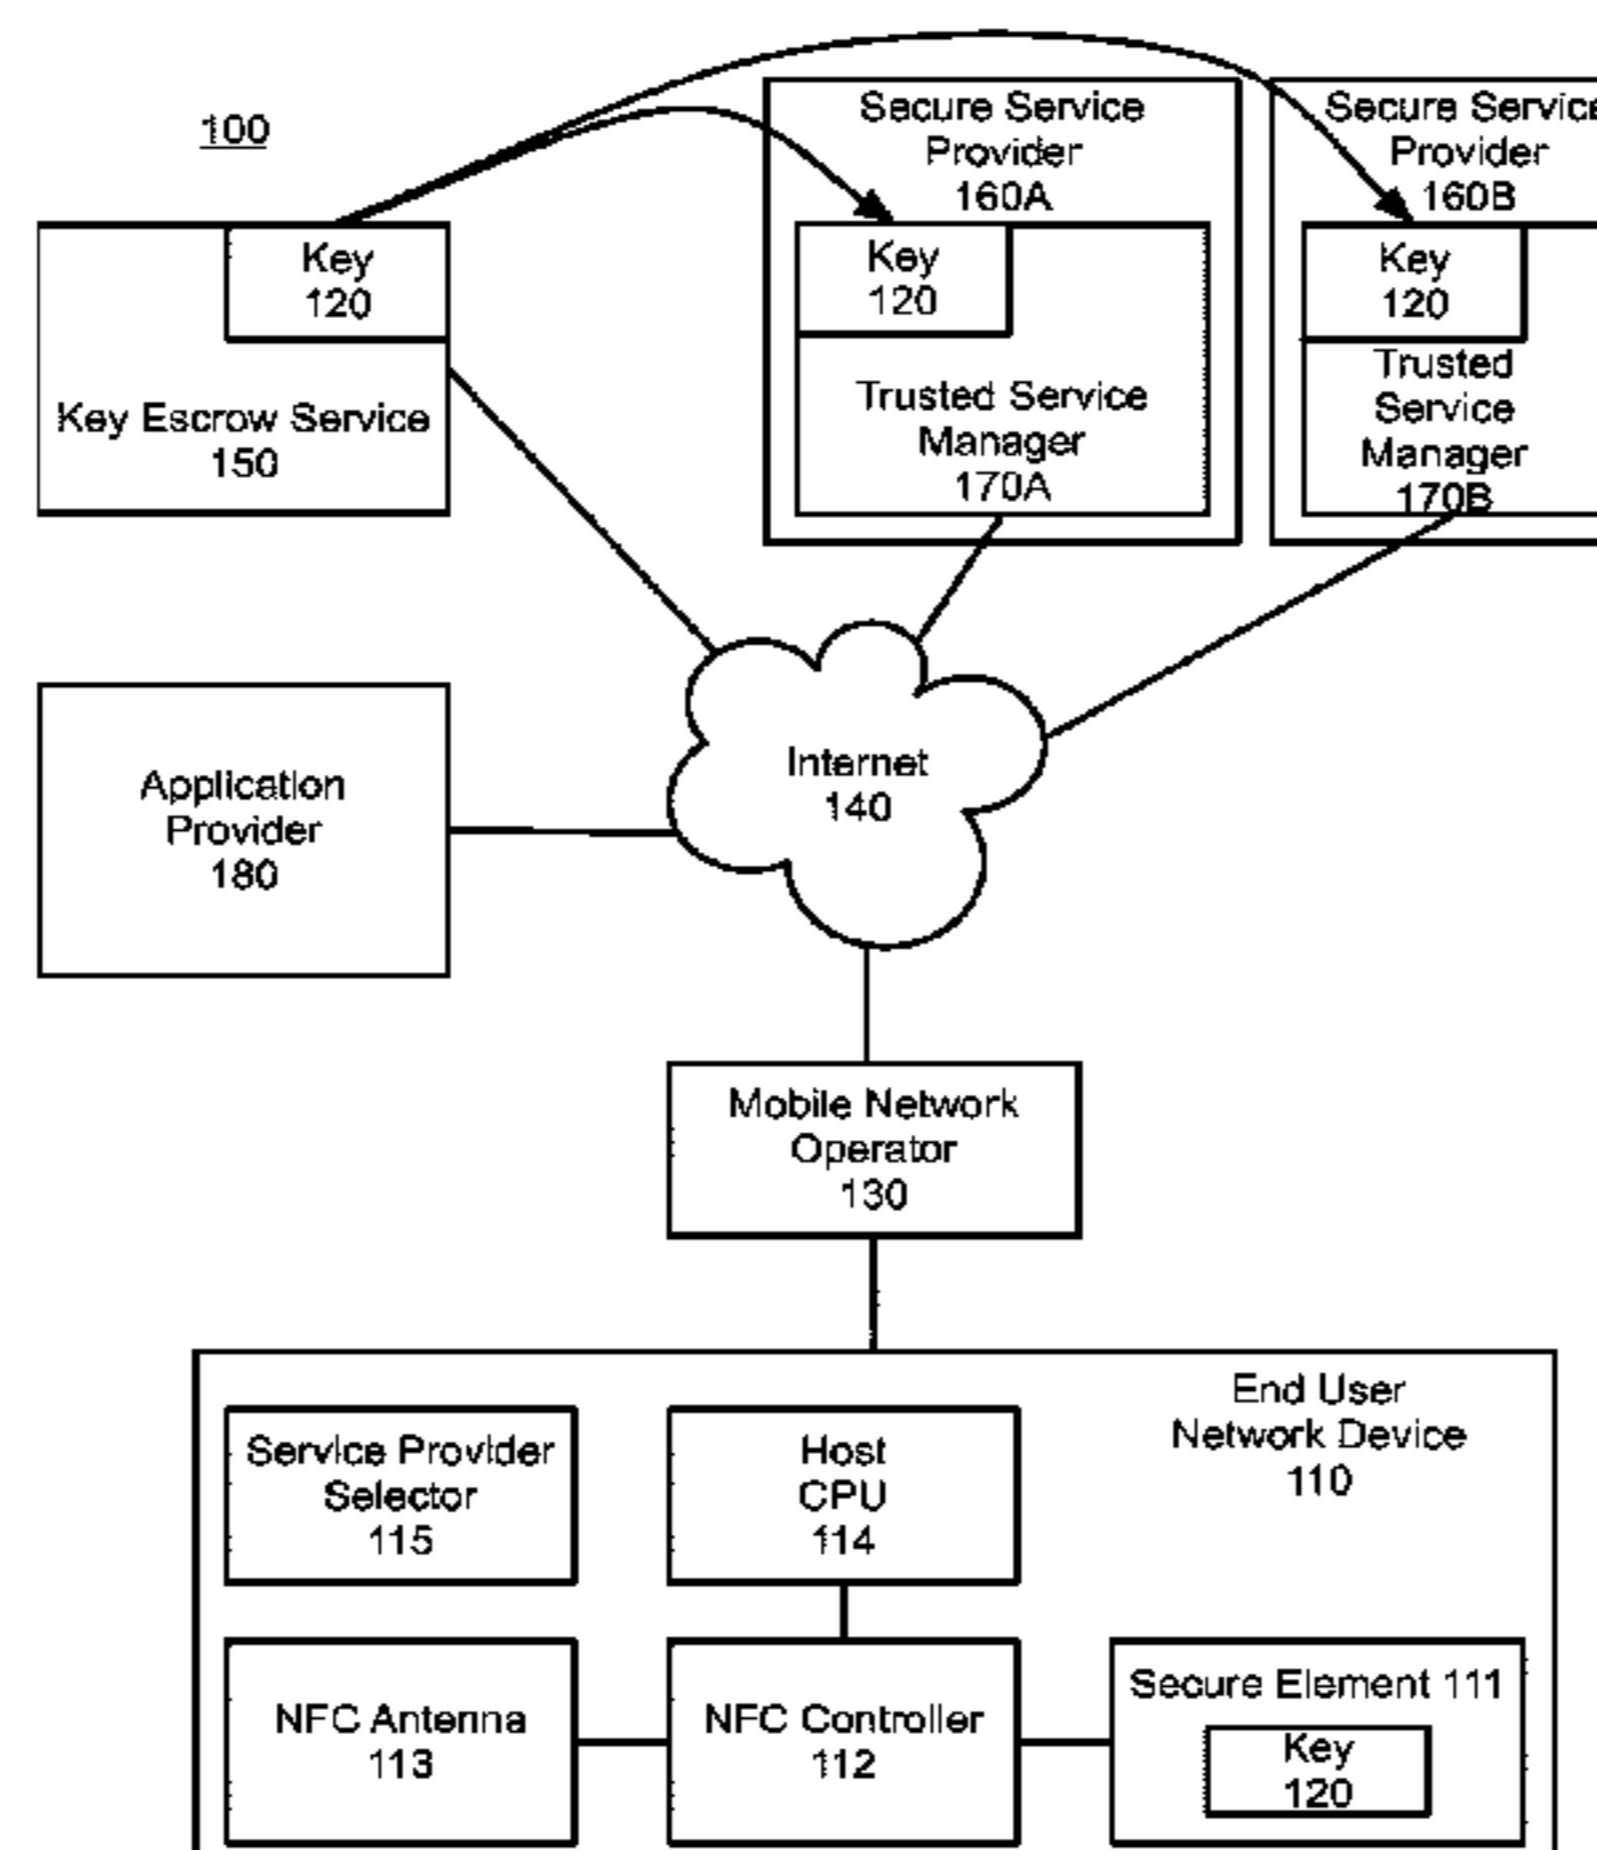 100
Secure Service
Provider
160A
Secure Service
Provider
160B
Key
120
Key Escrow Service
150
Key
120
Trusted Service
Manager
170A
Key
120
Trusted
Service
Manager
170B
Application
Provider
180
Internet
140
Mobile Network
Operator
130
End User
Network Device
110
Service Provider
Selector
115
Host
CPU
114
NFC Antenna
113
NFC Controller
112
Secure Element 111
Key
120